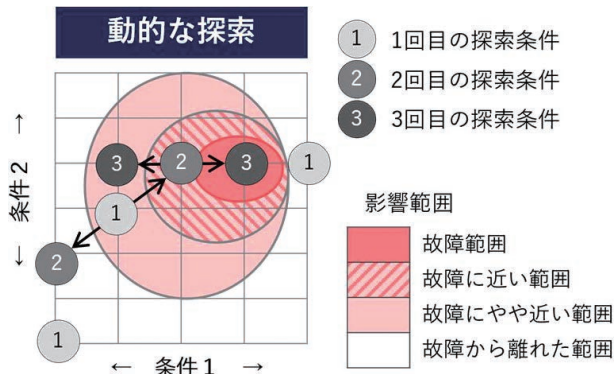 動的な探索
1 1回目の探索条件
2 2回目の探索条件
3 3回目の探索条件
3 2 3 1
1
2
1
← 条件2 →
← 条件1 →
影響範囲
故障範囲
故障に近い範囲
故障にやや近い範囲
故障から離れた範囲